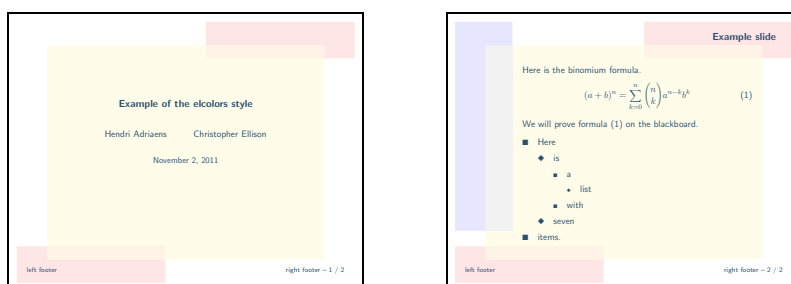 Example of the elcolors style
Hendri Adriaens Christopher Ellison
November 2, 2011
left footer
right footer – 1 / 2
Example slide
Here is the binomium formula.
(a + b)^n = \sum_{k=0}^{n} \binom{n}{k} a^{n−k} b^k (1)
We will prove formula (1) on the blackboard.
■ Here
◆ is
■ a
◆ list
■ with
◆ seven
■ items.
left footer
right footer – 2 / 2